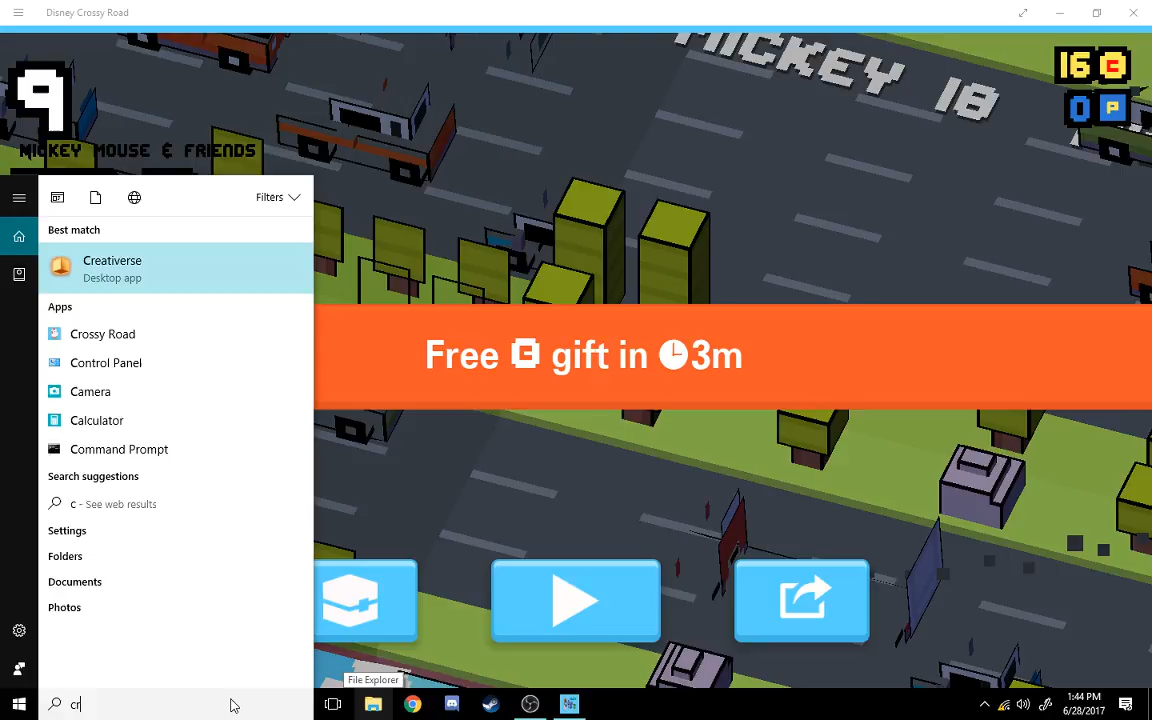 Disney Crossy Road
MICKEY 18
16 C
0 P
9
MICKEY MOUSE & FRIENDS
Filters
Best match
Creativerse
Desktop app
Apps
Crossy Road
Control Panel
Camera
Calculator
Command Prompt
Search suggestions
c - See web results
Settings
Folders
Documents
Photos
Free C gift in 3m
File Explorer
cr
1:44 PM
6/28/2017